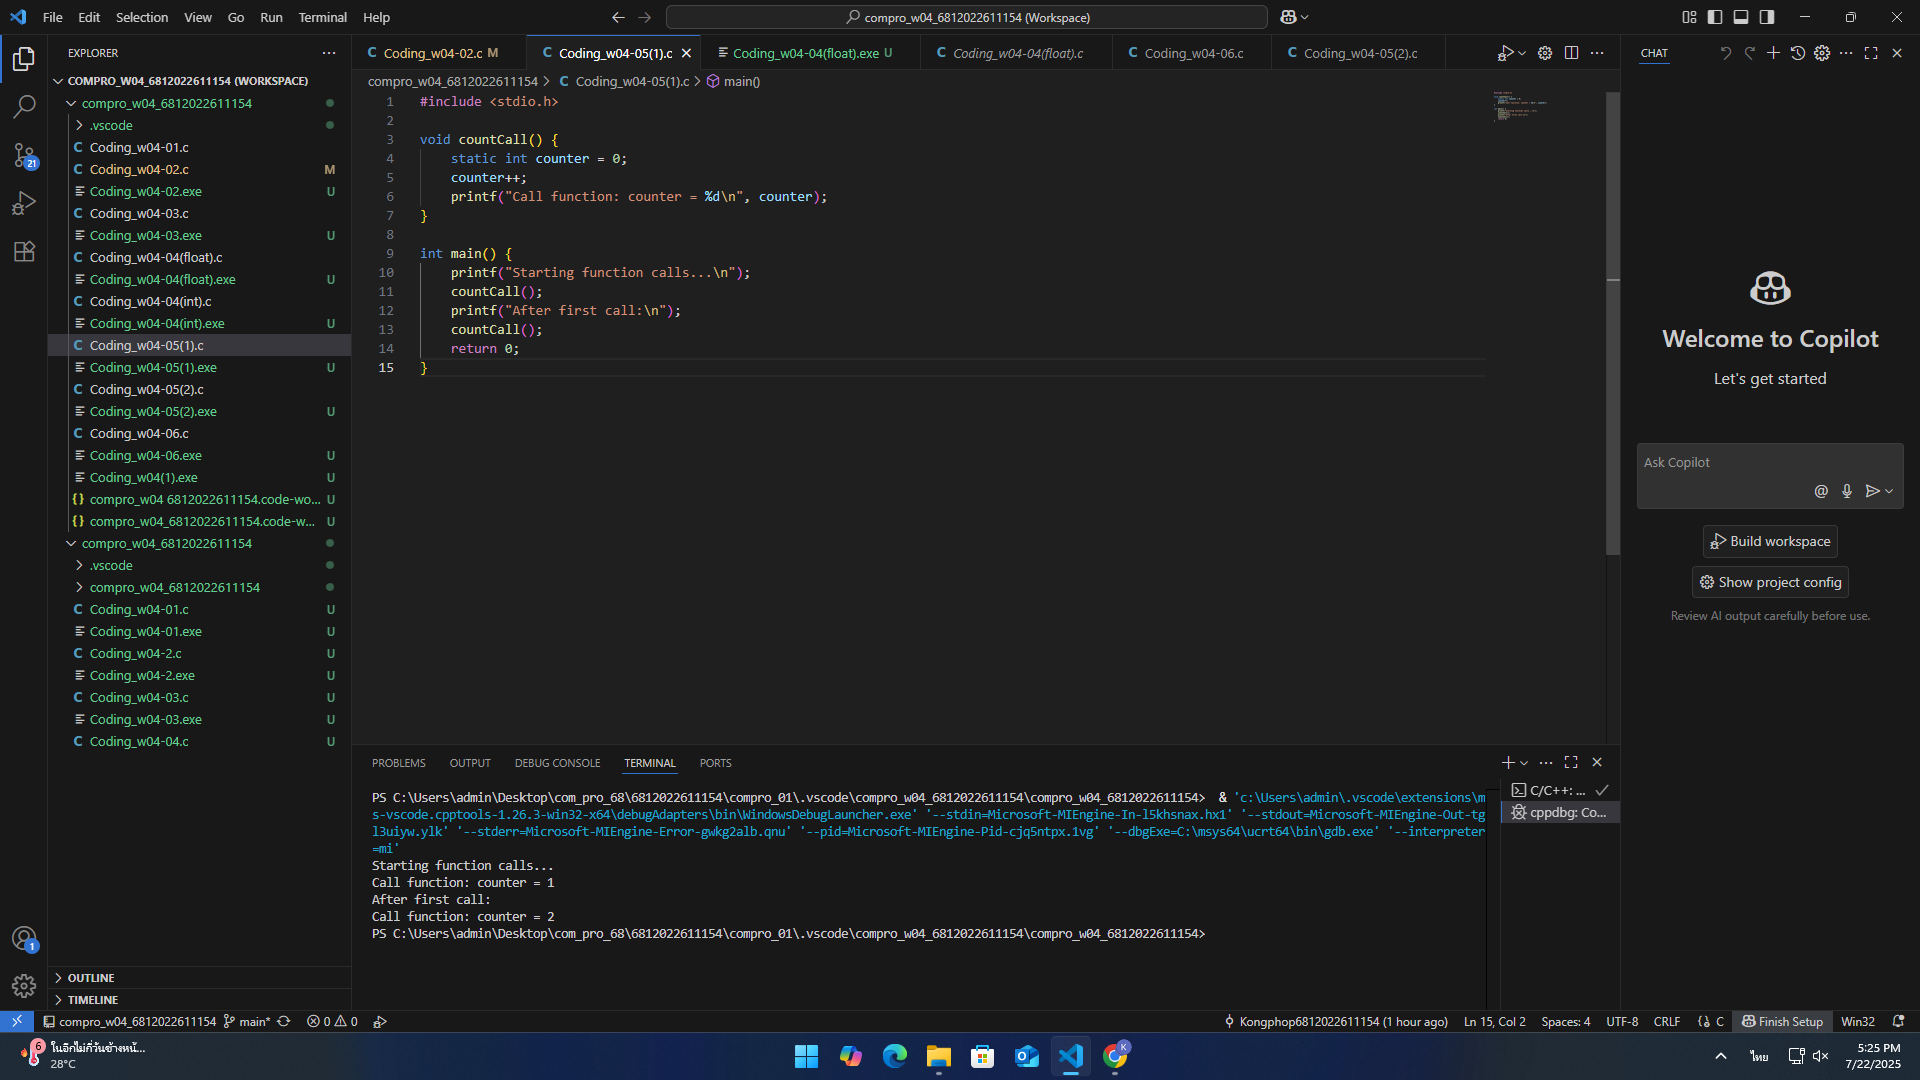 File Edit Selection View Go Run Terminal Help
compro_w04_6812022611154 (Workspace)
EXPLORER
COMPRO_W04_6812022611154 (WORKSPACE)
compro_w04_6812022611154
.vscode
C Coding_w04-01.c
C Coding_w04-02.c M
Coding_w04-02.exe U
C Coding_w04-03.c
Coding_w04-03.exe U
C Coding_w04-04(float).c
Coding_w04-04(float).exe U
C Coding_w04-04(int).c
Coding_w04-04(int).exe U
C Coding_w04-05(1).c
Coding_w04-05(1).exe U
C Coding_w04-05(2).c
Coding_w04-05(2).exe U
C Coding_w04-06.c
Coding_w04-06.exe U
Coding_w04(1).exe U
{} compro_w04 6812022611154.code-wo... U
{} compro_w04_6812022611154.code-w... U
compro_w04_6812022611154
.vscode
compro_w04_6812022611154
C Coding_w04-01.c U
Coding_w04-01.exe U
C Coding_w04-2.c U
Coding_w04-2.exe U
C Coding_w04-03.c U
Coding_w04-03.exe U
C Coding_w04-04.c U
OUTLINE
TIMELINE
21
1
C Coding_w04-02.c M
C Coding_w04-05(1).c
Coding_w04-04(float).exe U
C Coding_w04-04(float).c
C Coding_w04-06.c
C Coding_w04-05(2).c
compro_w04_6812022611154 > C Coding_w04-05(1).c > main()
1 #include <stdio.h>
2
3 void countCall() {
4 static int counter = 0;
5 counter++;
6 printf("Call function: counter = %d\n", counter);
7 }
8
9 int main() {
10 printf("Starting function calls...\n");
11 countCall();
12 printf("After first call:\n");
13 countCall();
14 return 0;
15 }
PROBLEMS OUTPUT DEBUG CONSOLE TERMINAL PORTS
PS C:\Users\admin\Desktop\com_pro_68\6812022611154\compro_01\.vscode\compro_w04_6812022611154\compro_w04_6812022611154> & 'c:\Users\admin\.vscode\extensions\m
s-vscode.cpptools-1.26.3-win32-x64\debugAdapters\bin\WindowsDebugLauncher.exe' '--stdin=Microsoft-MIEngine-In-l5khsnax.hx1' '--stdout=Microsoft-MIEngine-Out-tg
l3uiyw.ylk' '--stderr=Microsoft-MIEngine-Error-gwkg2alb.qnu' '--pid=Microsoft-MIEngine-Pid-cjq5ntpx.1vg' '--dbgExe=C:\msys64\ucrt64\bin\gdb.exe' '--interpreter
=mi'
Starting function calls...
Call function: counter = 1
After first call:
Call function: counter = 2
PS C:\Users\admin\Desktop\com_pro_68\6812022611154\compro_01\.vscode\compro_w04_6812022611154\compro_w04_6812022611154>
C/C++: ...
cppdbg: Co...
CHAT
Welcome to Copilot
Let's get started
Ask Copilot
@
Build workspace
Show project config
Review AI output carefully before use.
compro_w04_6812022611154 main* 0 0
Kongphop6812022611154 (1 hour ago) Ln 15, Col 2 Spaces: 4 UTF-8 CRLF {} C Finish Setup Win32
6
ในอีกไม่กี่วันข้างหน้...
28°C
K
ไทย
5:25 PM
7/22/2025